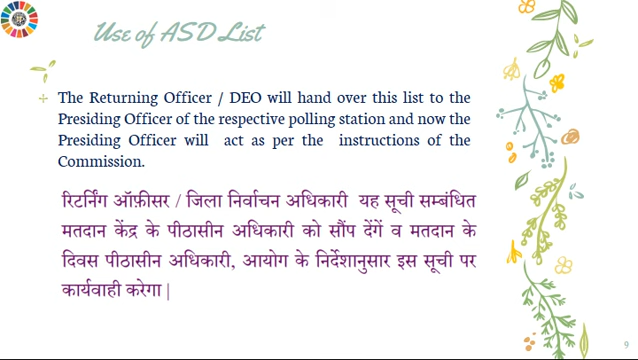 Use of ASD List
The Returning Officer / DEO will hand over this list to the
Presiding Officer of the respective polling station and now the
Presiding Officer will act as per the instructions of the
Commission.
रिटर्निंग ऑफ़ीसर / जिला निर्वाचन अधिकारी यह सूची सम्बंधित
मतदान केंद्र के पीठासीन अधिकारी को सौंप देंगें व मतदान के
दिवस पीठासीन अधिकारी, आयोग के निर्देशानुसार इस सूची पर
कार्यवाही करेगा |
9